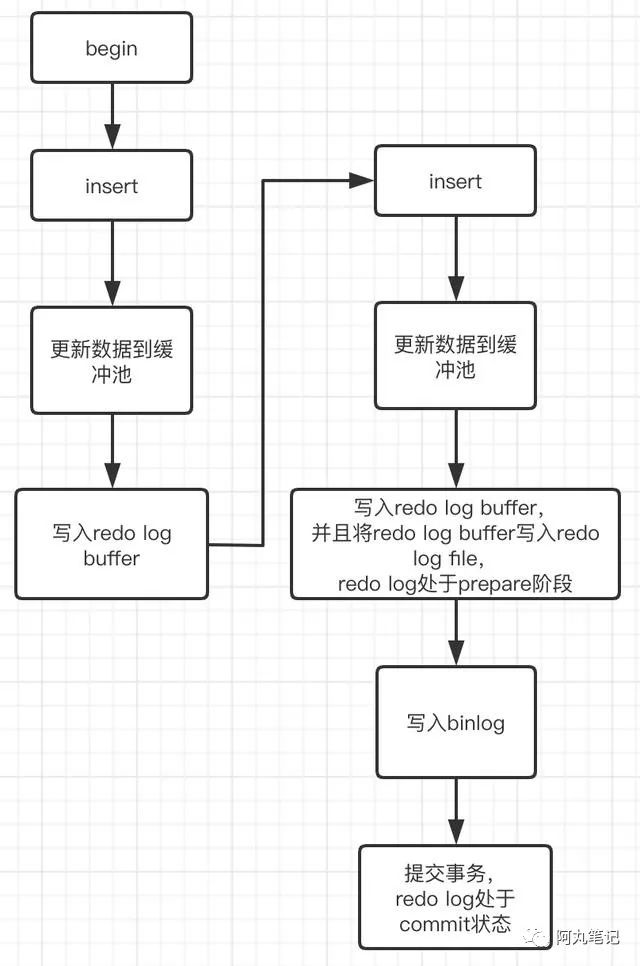 begin
insert
更新数据到缓
冲池
写入redo log
buffer
insert
更新数据到缓
冲池
写入redo log buffer,
并且将redo log buffer写入redo
log file,
redo log处于prepare阶段
写入binlog
提交事务,
redo log处于
commit状态
阿丸笔记